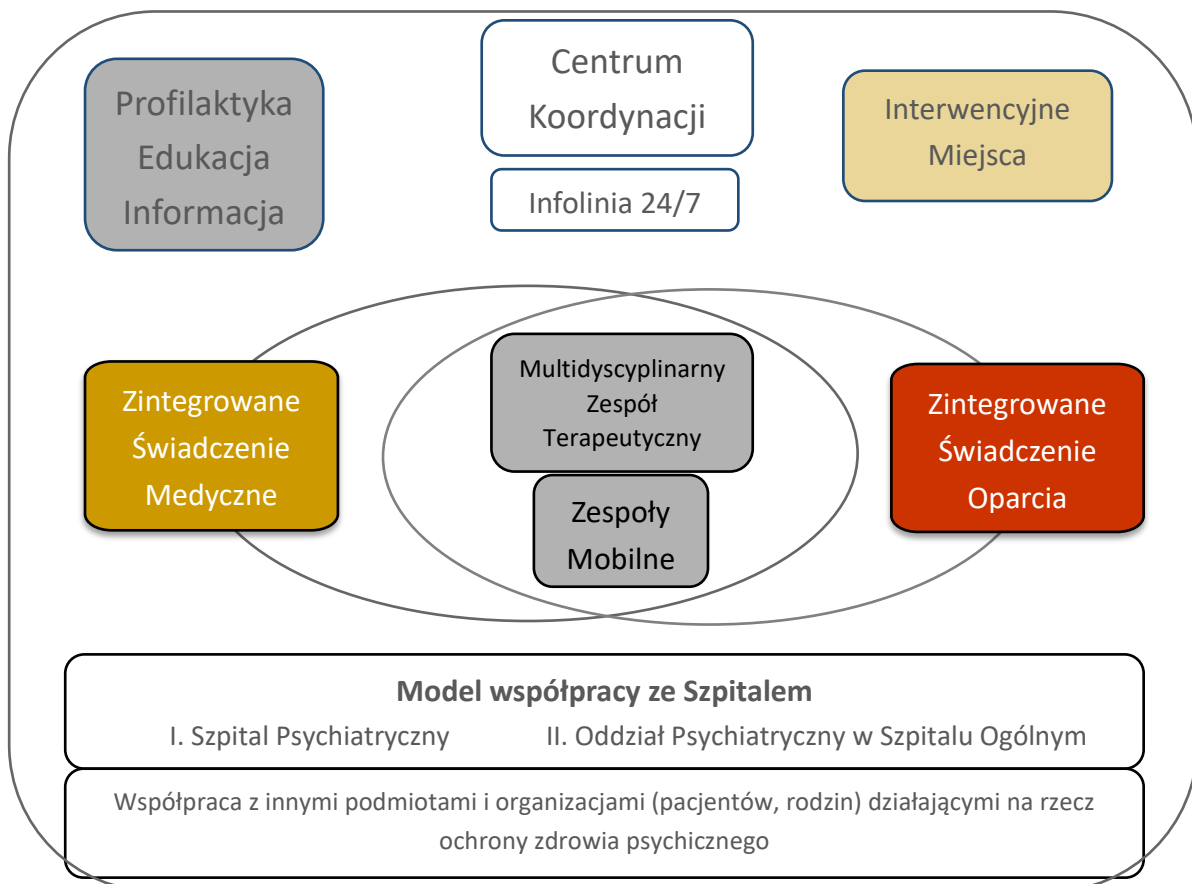 Profilaktyka
Edukacja
Informacja
Centrum
Koordynacji
Infolinia 24/7
Interwencyjne
Miejsca
Zintegrowane
Świadczenie
Medyczne
Multidyscyplinarny
Zespół
Terapeutyczny
Zespoły
Mobilne
Zintegrowane
Świadczenie
Oparcia
Model współpracy ze Szpitalem
I. Szpital Psychiatryczny II. Oddział Psychiatryczny w Szpitalu Ogólnym
Współpraca z innymi podmiotami i organizacjami (pacjentów, rodzin) działającymi na rzecz
ochrony zdrowia psychicznego